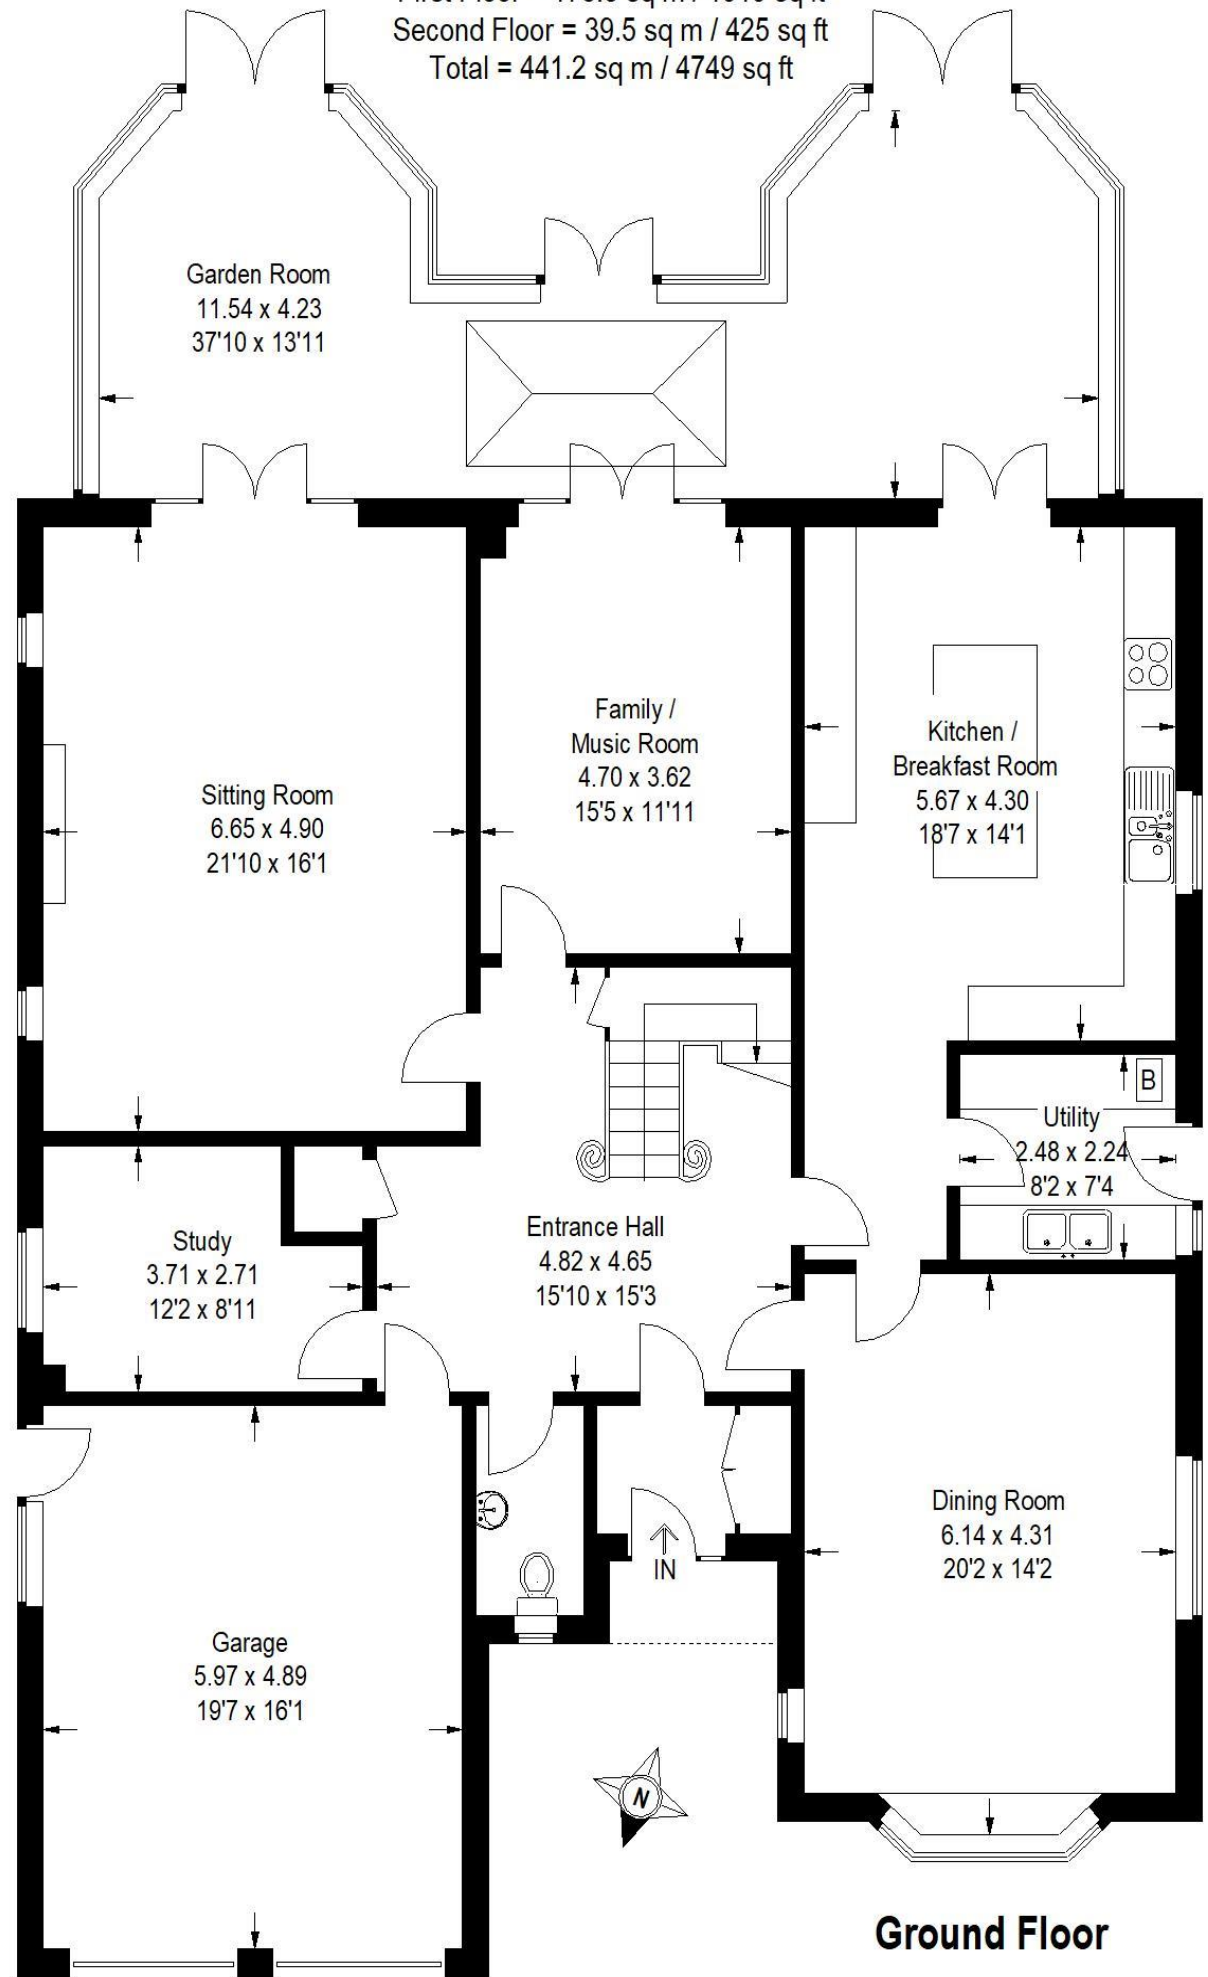 Second Floor = 39.5 sq m / 425 sq ft
Total = 441.2 sq m / 4749 sq ft
Garden Room
11.54 x 4.23
37'10 x 13'11
Family /
Music Room
4.70 x 3.62
15'5 x 11'11
Kitchen /
Breakfast Room
5.67 x 4.30
18'7 x 14'1
Sitting Room
6.65 x 4.90
21'10 x 16'1
B
Utility
2.48 x 2.24
8'2 x 7'4
Study
3.71 x 2.71
12'2 x 8'11
Entrance Hall
4.82 x 4.65
15'10 x 15'3
Dining Room
6.14 x 4.31
20'2 x 14'2
IN
Garage
5.97 x 4.89
19'7 x 16'1
N
Ground Floor